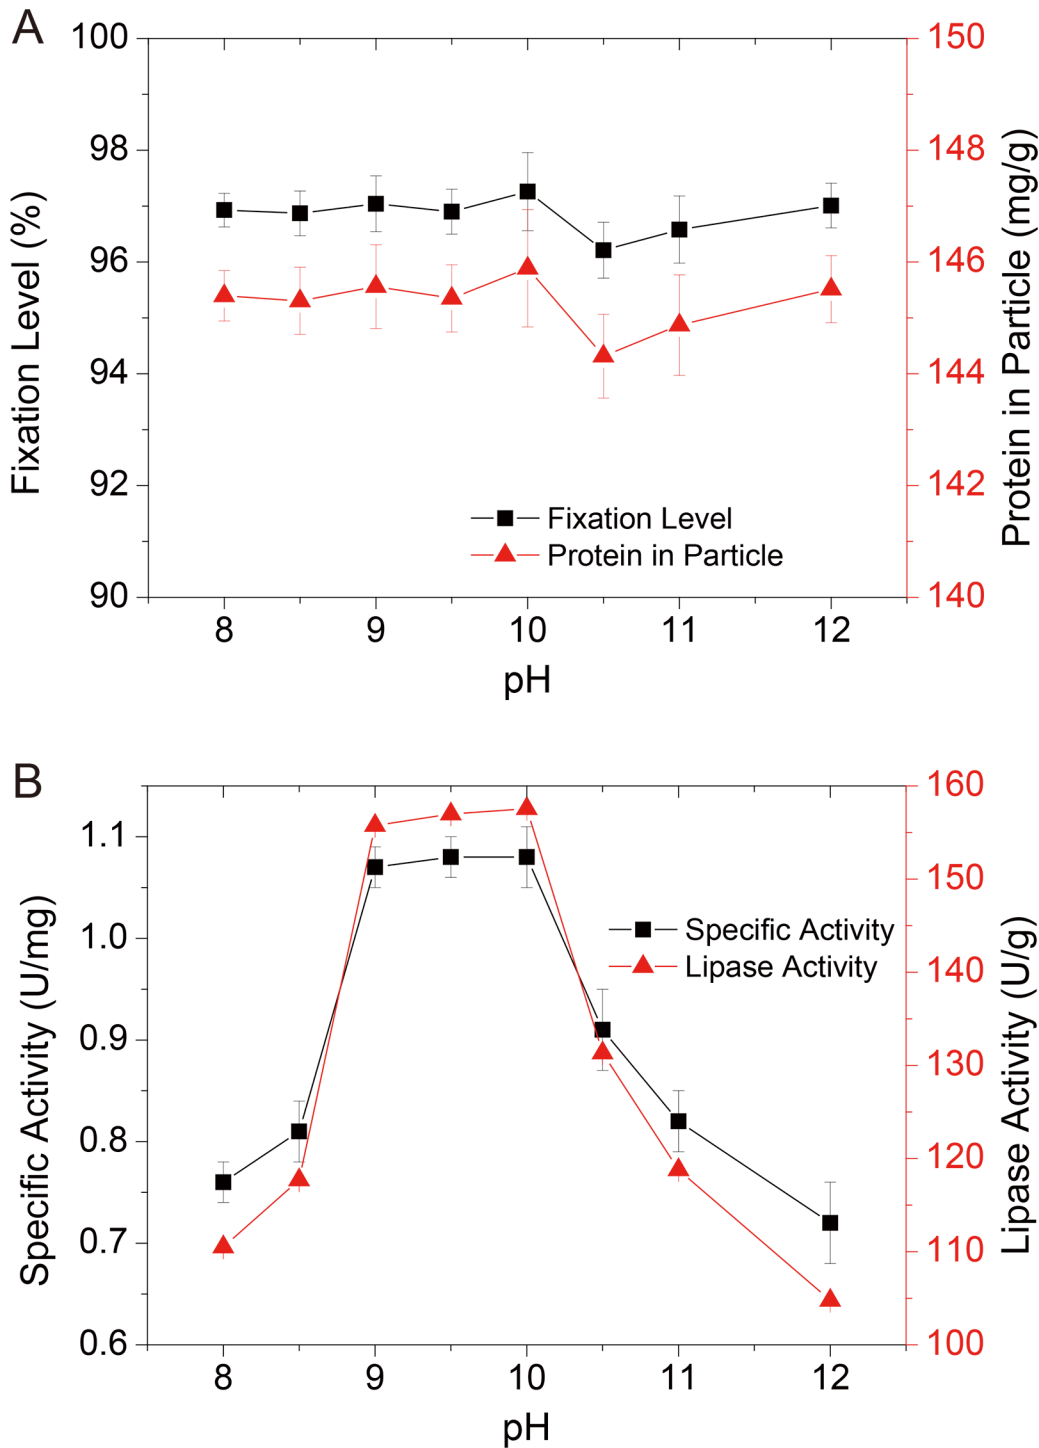 A
100
98
96
94
92
90
Fixation Level (%)
150
148
146
144
142
140
Protein in Particle (mg/g)
Fixation Level
Protein in Particle
8
9
10
11
12
pH
B
1.1
1.0
0.9
0.8
0.7
0.6
Specific Activity (U/mg)
160
150
140
130
120
110
100
Lipase Activity (U/g)
Specific Activity
Lipase Activity
8
9
10
11
12
pH